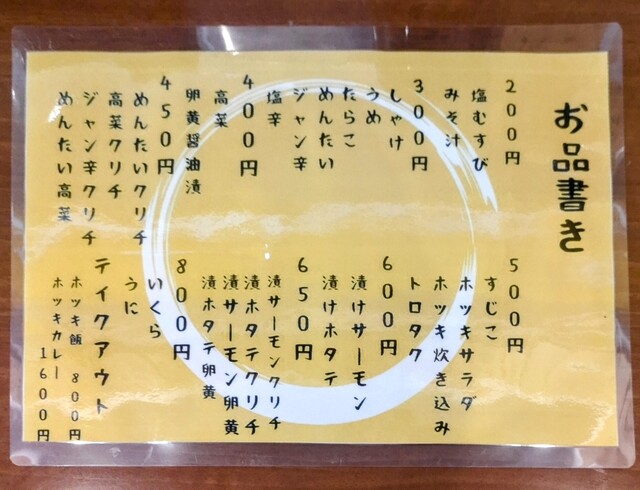 お品書き
200円
塩むすび
みそ汁
300円
しゃけ
うめ
たらこ
めんたい
ジャン辛
塩辛
400円
高菜
卵黄醤油漬
450円
めんたいクリチ
高菜クリチ
ジャン辛クリチ
めんたい高菜
500円
すじこ
ホッキサラダ
ホッキ炊き込み
トロタク
600円
漬けサーモン
漬けホタテ
650円
漬サーモンクリチ
漬ホタテクリチ
漬サーモン卵黄
漬ホタテ卵黄
800円
いくら
うに
テイクアウト
ホッキ飯 800円
ホッキカレー 1600円